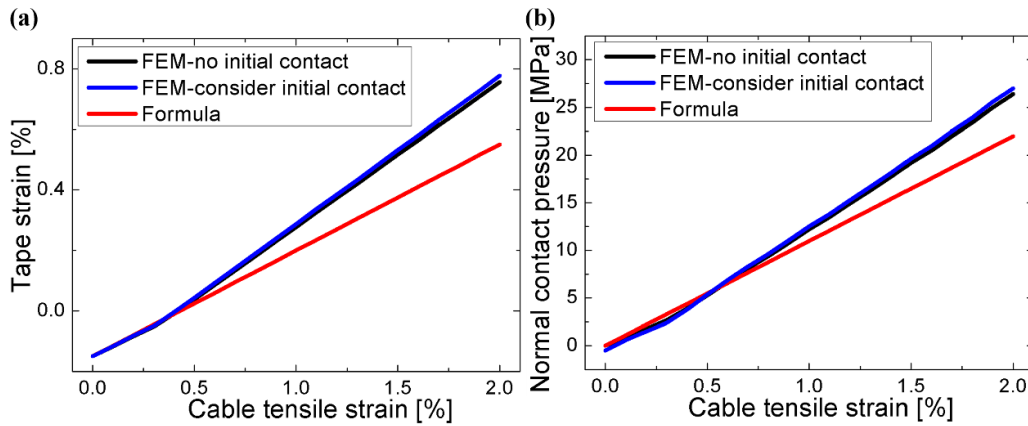 (a)
Tape strain [%]
0.8
0.4
0.0
FEM-no initial contact
FEM-consider initial contact
Formula
0.0 0.5 1.0 1.5 2.0
Cable tensile strain [%]
(b)
Normal contact pressure [MPa]
30
25
20
15
10
5
0
FEM-no initial contact
FEM-consider initial contact
Formula
0.0 0.5 1.0 1.5 2.0
Cable tensile strain [%]